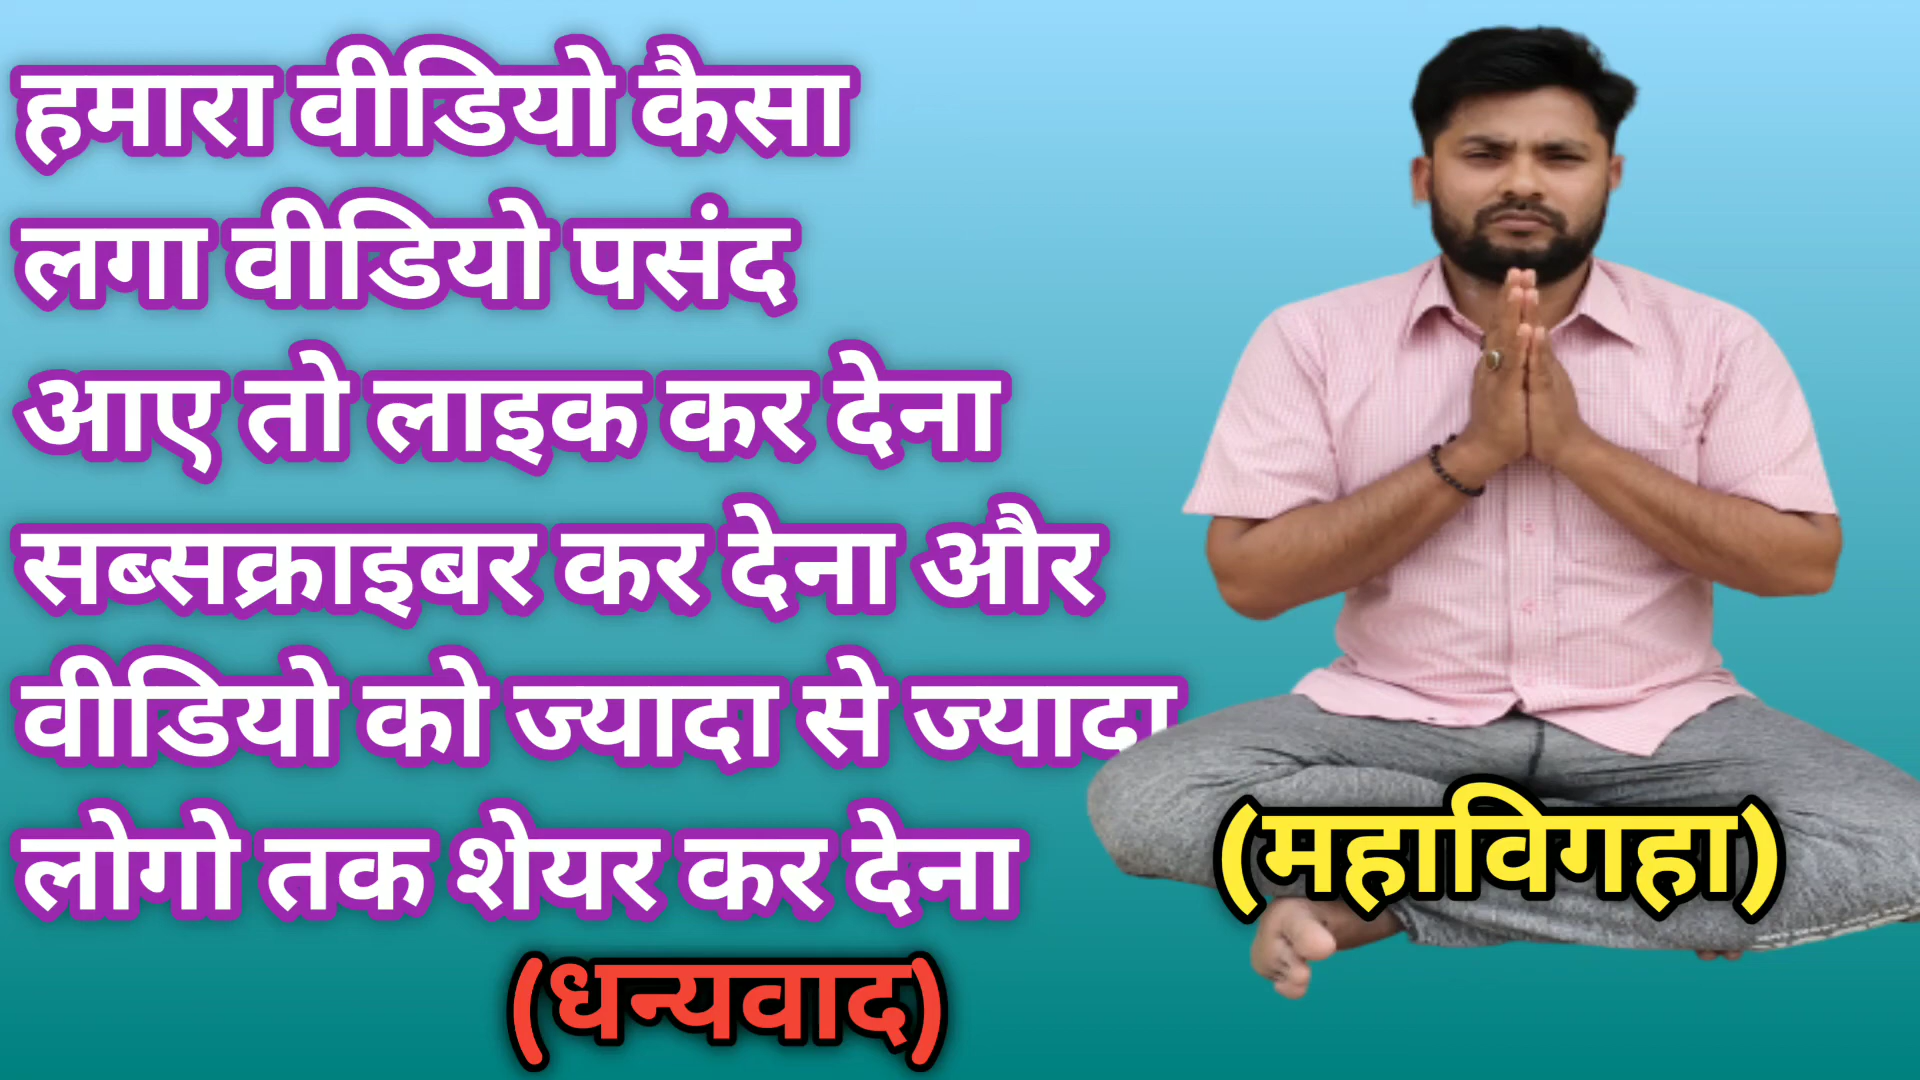 हमारा वीडियो कैसा
लगा वीडियो पसंद
आए तो लाइक कर देना
सब्सक्राइबर कर देना और
वीडियो को ज्यादा से ज्यादा
लोगो तक शेयर कर देना
(महाविगहा)
(धन्यवाद)